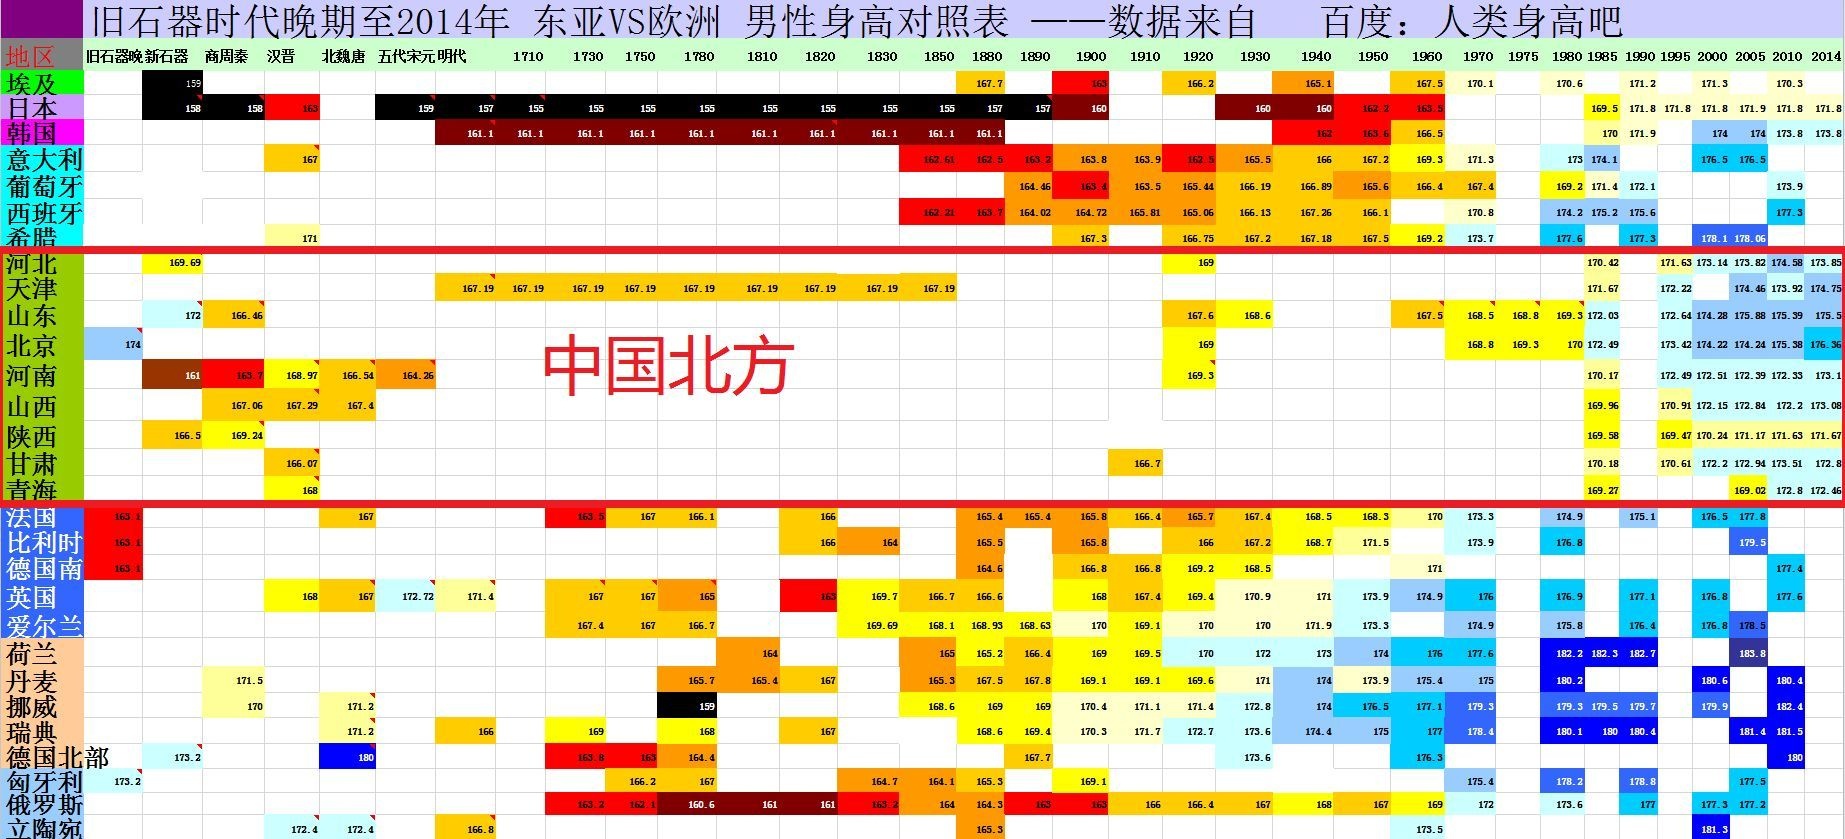 旧石器时代晚期至2014年 东亚VS欧洲 男性身高对照表 ——数据来自 百度：人类身高吧
地区 旧石器晚 新石器 商周秦 汉晋 北魏唐 五代宋元 明代 1710 1730 1750 1780 1810 1820 1830 1850 1880 1890 1900 1910 1920 1930 1940 1950 1960 1970 1975 1980 1985 1990 1995 2000 2005 2010 2014
埃及 159 167.7 163 166.2 165.1 167.5 170.1 170.6 171.2 171.3 170.3
日本 158 158 163 159 157 155 155 155 155 155 155 155 155 157 157 160 160 160 162.2 163.5 169.5 171.8 171.8 171.8 171.9 171.8 171.8
韩国 161.1 161.1 161.1 161.1 161.1 161.1 161.1 161.1 161.1 161.1 162 163.6 166.5 170 171.9 174 174 173.8 173.8
意大利 167 162.61 162.5 163.2 163.8 163.9 162.5 165.5 166 167.2 169.3 171.3 173 174.1 176.5 176.5
葡萄牙 164.46 163.4 163.5 165.44 166.19 166.89 165.6 166.4 167.4 169.2 171.4 172.1 173.9
西班牙 162.21 163.7 164.02 164.72 165.81 165.06 166.13 167.26 166.1 170.8 174.2 175.2 175.6 177.3
希腊 171 167.3 166.75 167.2 167.18 167.5 169.2 173.7 177.6 177.3 178.1 178.06
河北 169.69 169 170.42 171.63 173.14 173.82 174.58 173.85
天津 167.19 167.19 167.19 167.19 167.19 167.19 167.19 167.19 167.19 171.67 172.22 174.46 173.92 174.75
山东 172 166.46 167.6 168.6 167.5 168.5 168.8 169.3 172.03 172.64 174.28 175.88 175.39 175.5
北京 174 169 168.8 169.3 170 172.49 173.42 174.22 174.24 175.38 176.36
中国北方
河南 161 163.7 168.97 166.54 164.26 169.3 170.17 172.49 172.51 172.39 172.33 173.1
山西 167.06 167.29 167.4 169.96 170.91 172.15 172.84 172.2 173.08
陕西 166.5 169.24 169.58 169.47 170.24 171.17 171.63 171.67
甘肃 166.07 166.7 170.18 170.61 172.2 172.94 173.51 172.8
青海 168 169.27 169.02 172.8 172.46
法国 163.1 167 163.5 167 166.1 166 165.4 165.4 165.8 166.4 165.7 167.4 168.5 168.3 170 173.3 174.9 175.1 176.5 177.8
比利时 163.1 166 164 165.5 165.8 166 167.2 168.7 171.5 173.9 176.8 179.5
德国南 163.1 164.6 166.8 166.8 169.2 168.5 171 177.4
英国 168 167 172.72 171.4 167 167 165 163 169.7 166.7 166.6 168 167.4 169.4 170.9 171 173.9 174.9 176 176.9 177.1 176.8 177.6
爱尔兰 167.4 167 166.7 169.69 168.1 168.93 168.63 170 169.1 170 170 171.9 173.3 174.9 175.8 176.4 176.8 178.5
荷兰 164 165 165.2 166.4 169 169.5 170 172 173 174 176 177.6 182.2 182.3 182.7 183.8
丹麦 171.5 165.7 165.4 167 165.3 167.5 167.8 169.1 169.1 169.6 171 174 173.9 175.4 175 180.2 180.6 180.4
挪威 170 171.2 159 168.6 169 169 170.4 171.1 171.4 172.8 174 176.5 177.1 179.3 179.3 179.5 179.7 179.9 182.4
瑞典 171.2 166 169 168 167 168.6 169.4 170.3 171.7 172.7 173.6 174.4 175 177 178.4 180.1 180 180.4 181.4 181.5
德国北部 173.2 180 163.8 163 164.4 167.7 173.6 176.3 180
匈牙利 173.2 166.2 167 164.7 164.1 165.3 169.1 175.4 178.2 178.8 177.5
俄罗斯 163.2 162.1 160.6 161 161 163.2 164 164.3 163 163 166 166.4 167 168 167 169 172 173.6 177 177.3 177.2
立陶宛 172.4 172.4 166.8 165.3 173.5 181.3